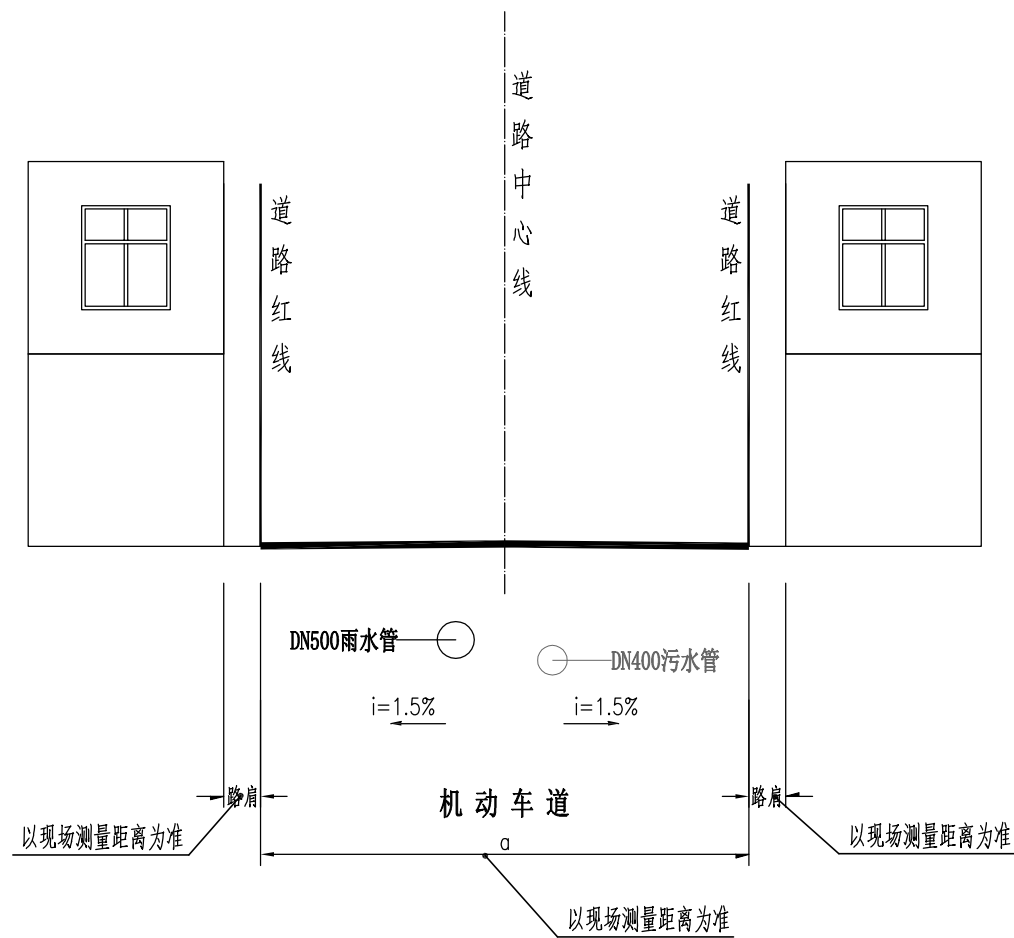 道路中心线
道路红线
道路红线
DN500雨水管
DN400污水管
i=1.5%
i=1.5%
路肩
机动车道
路肩
以现场测量距离为准
a
以现场测量距离为准
以现场测量距离为准